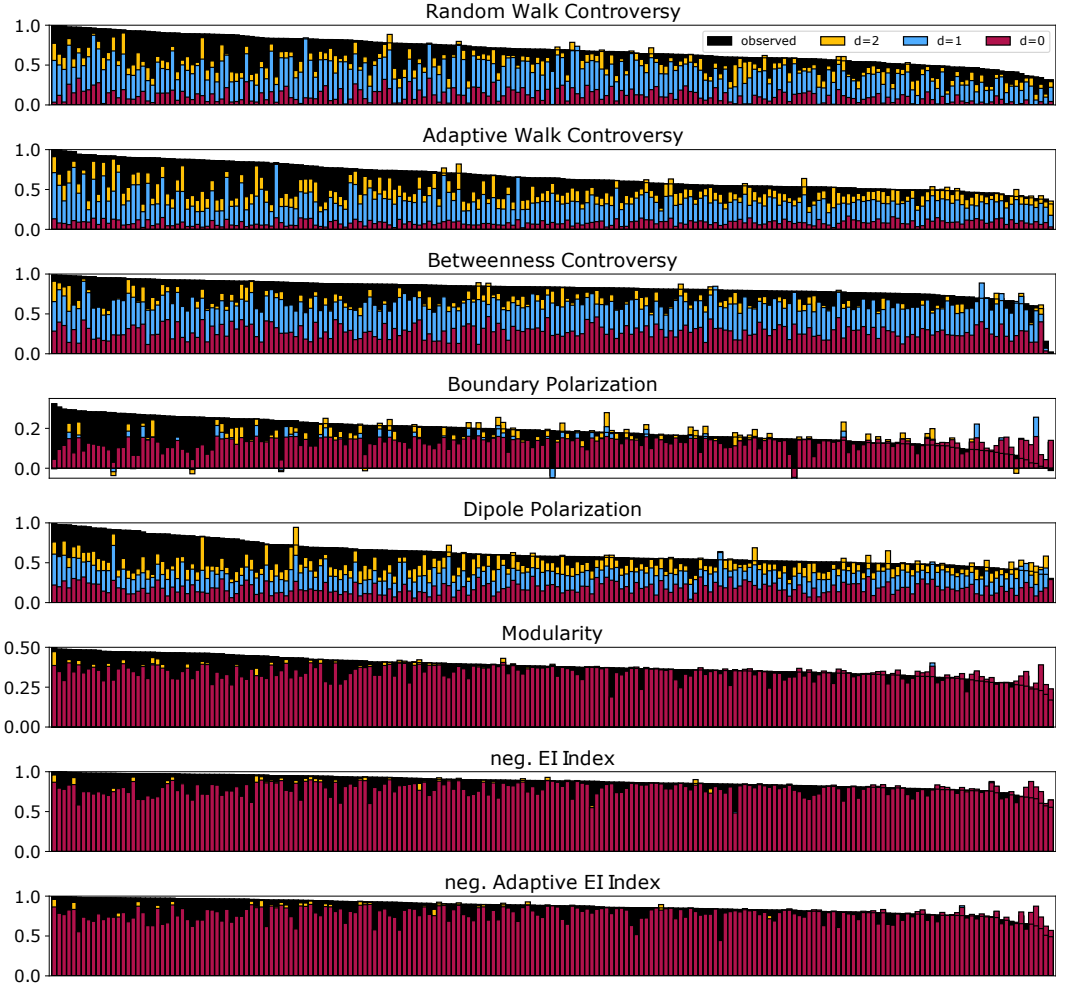 Random Walk Controversy
1.0
0.5
0.0
observed d=2 d=1 d=0
Adaptive Walk Controversy
1.0
0.5
0.0
Betweenness Controversy
1.0
0.5
0.0
Boundary Polarization
0.2
0.0
Dipole Polarization
1.0
0.5
0.0
Modularity
0.50
0.25
0.00
neg. EI Index
1.0
0.5
0.0
neg. Adaptive EI Index
1.0
0.5
0.0